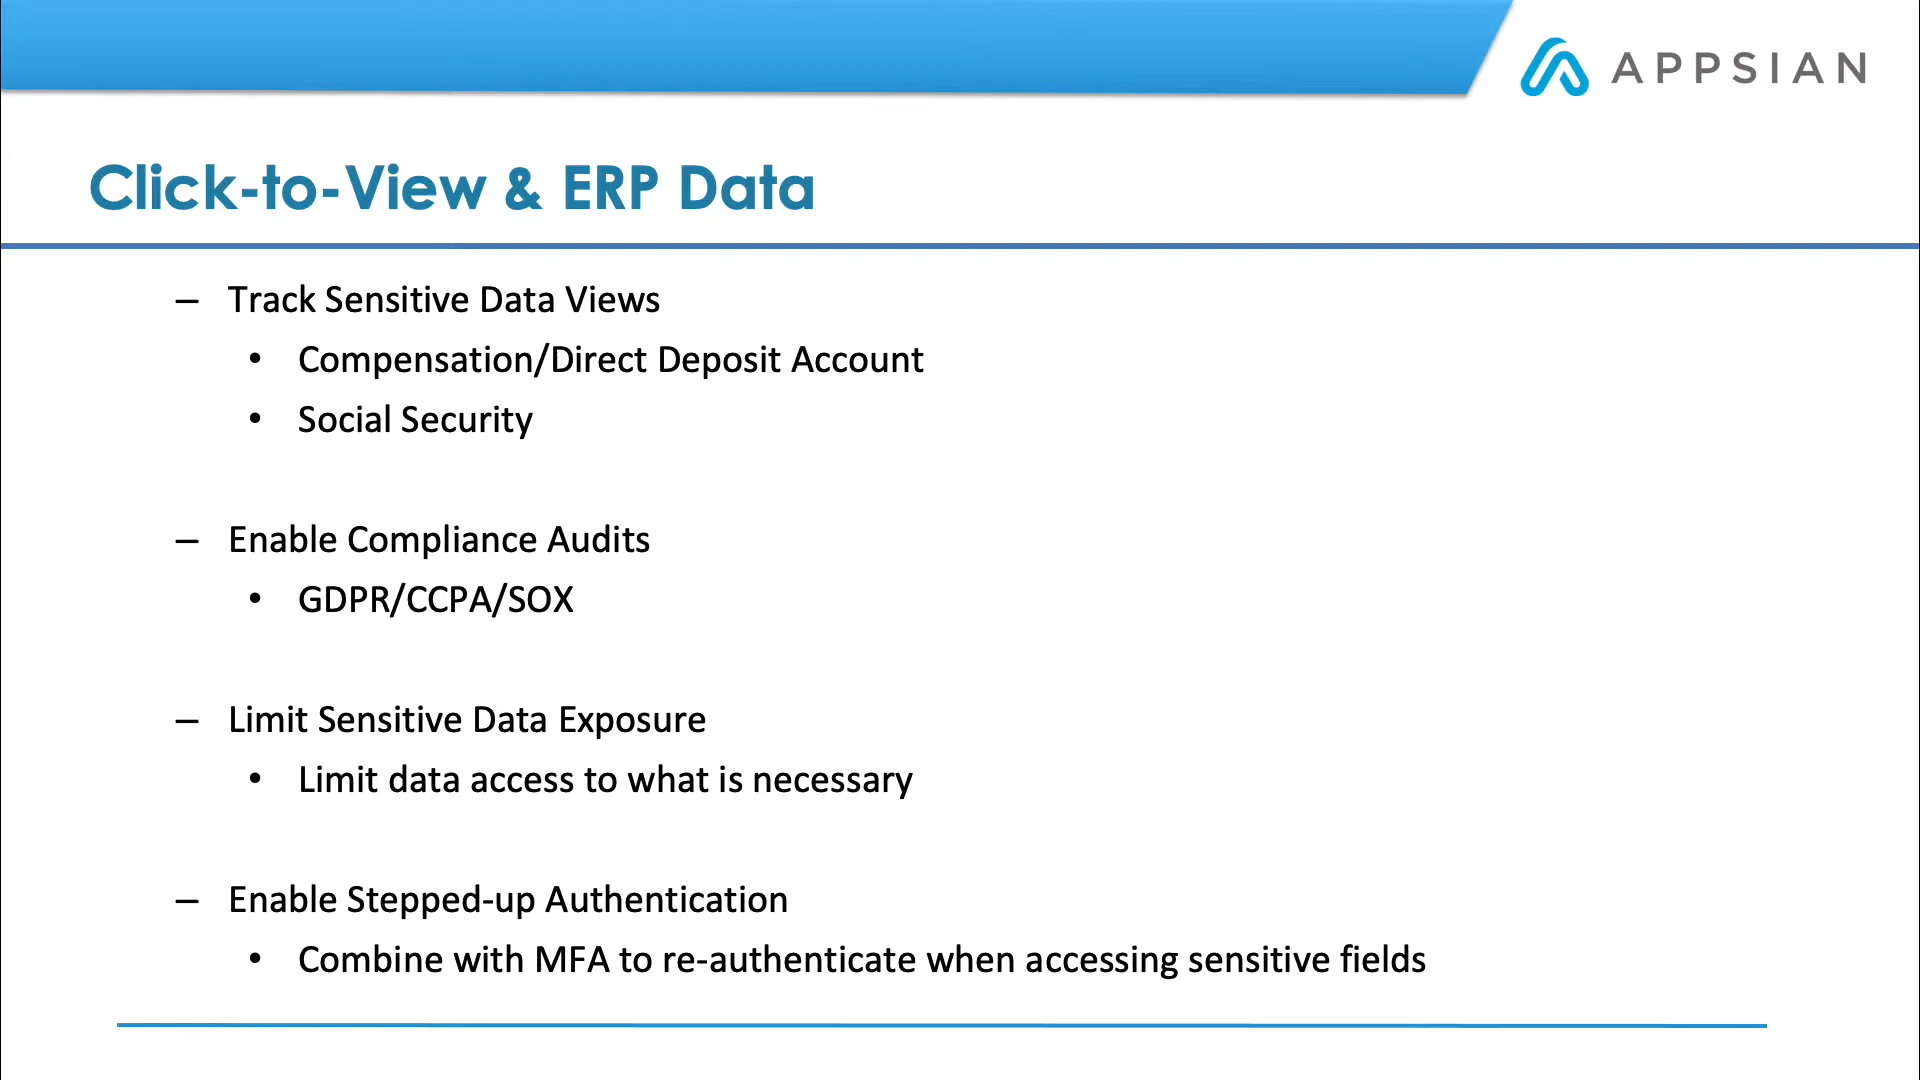 APPSIAN
Click-to-View & ERP Data
– Track Sensitive Data Views
• Compensation/Direct Deposit Account
• Social Security
– Enable Compliance Audits
• GDPR/CCPA/SOX
– Limit Sensitive Data Exposure
• Limit data access to what is necessary
– Enable Stepped-up Authentication
• Combine with MFA to re-authenticate when accessing sensitive fields